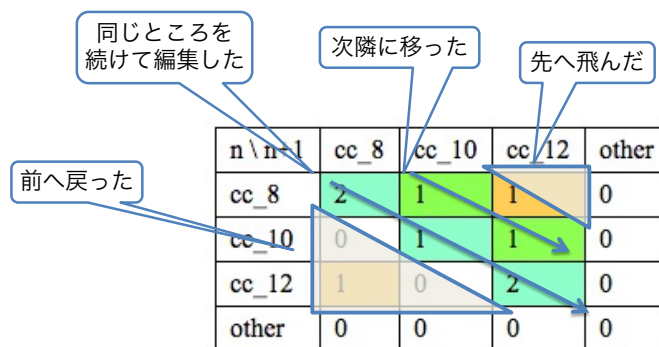 同じところを
続けて編集した
次隣に移った
先へ飛んだ
前へ戻った
n \ n+1 cc_8 cc_10 cc_12 other
cc_8 2 1 1 0
cc_10 0 1 1 0
cc_12 1 0 2 0
other 0 0 0 0